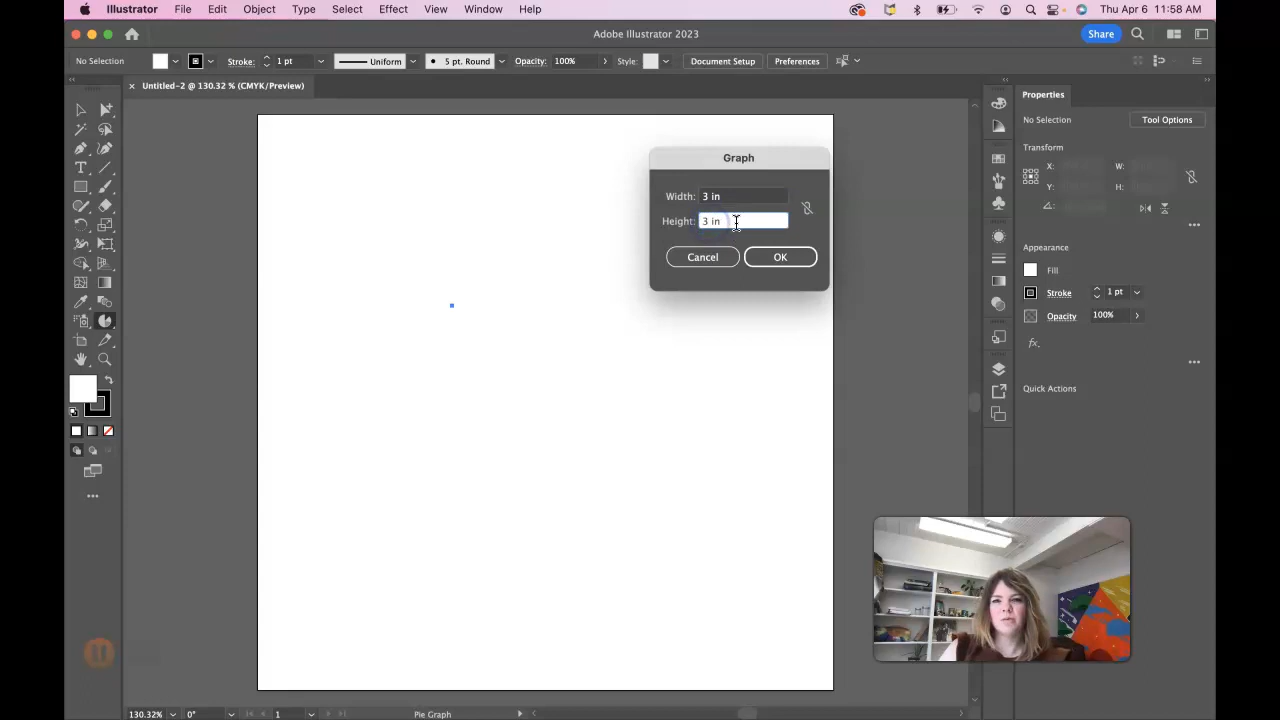 Illustrator File Edit Object Type Select Effect View Window Help Thu Apr 6 11:58 AM
Adobe Illustrator 2023 Share
No Selection Stroke: 1 pt Uniform 5 pt. Round Opacity: 100% Style: Document Setup Preferences
Untitled-2 @ 130.32 % (CMYK/Preview)
Properties
No Selection Tool Options
Transform
X: W:
Y: H:
Appearance
Fill
Stroke 1 pt
Opacity 100%
fx.
Quick Actions
Graph
Width: 3 in
Height: 3 in
Cancel OK
130.32% 0° 1 Pie Graph